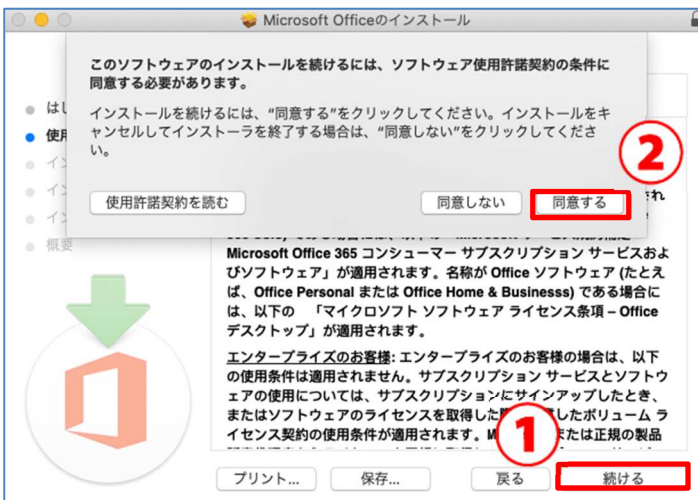 Microsoft Officeのインストール
このソフトウェアのインストールを続けるには、ソフトウェア使用許諾契約の条件に
同意する必要があります。
インストールを続けるには、“同意する”をクリックしてください。インストールをキ
ャンセルしてインストーラを終了する場合は、“同意しない”をクリックしてくださ
い。
2
使用許諾契約を読む
同意しない
同意する
は
使用
イン
イン
イン
概要
Microsoft Office 365 コンシューマー サブスクリプション サービスおよ
びソフトウェア」が適用されます。名称が Office ソフトウェア (たとえ
ば、Office Personal または Office Home & Businesss) である場合に
は、以下の 「マイクロソフト ソフトウェア ライセンス条項 – Office
デスクトップ」が適用されます。
エンタープライズのお客様: エンタープライズのお客様の場合は、以下
の使用条件は適用されません。サブスクリプション サービスとソフトウ
ェアの使用については、サブスクリプションにサインアップしたとき、
またはソフトウェアのライセンスを取得した
したボリューム ラ
イセンス契約の使用条件が適用されます。
または正規の製品
1
プリント...
保存...
戻る
続ける